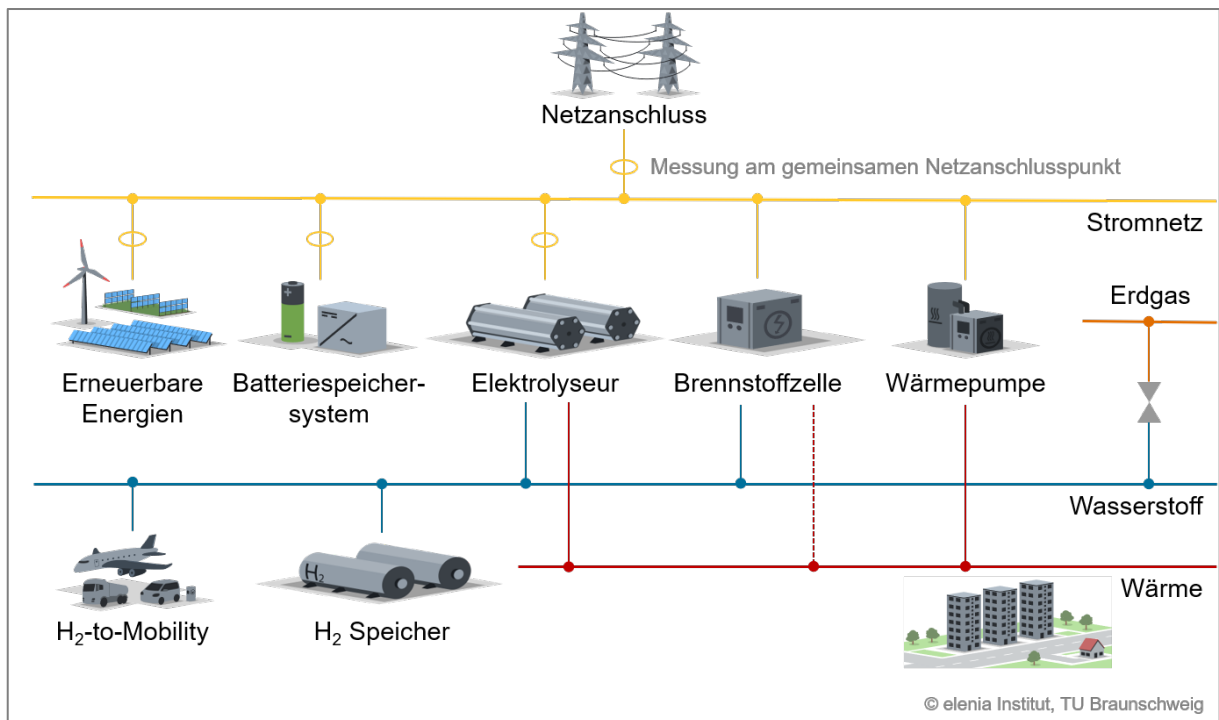 Netzanschluss
Messung am gemeinsamen Netzanschlusspunkt
Stromnetz
Erdgas
Erneuerbare
Energien
Batteriespeicher-
system
Elektrolyseur
Brennstoffzelle
Wärmepumpe
Wasserstoff
H₂
H₂-to-Mobility
H₂ Speicher
Wärme
© elenia Institut, TU Braunschweig